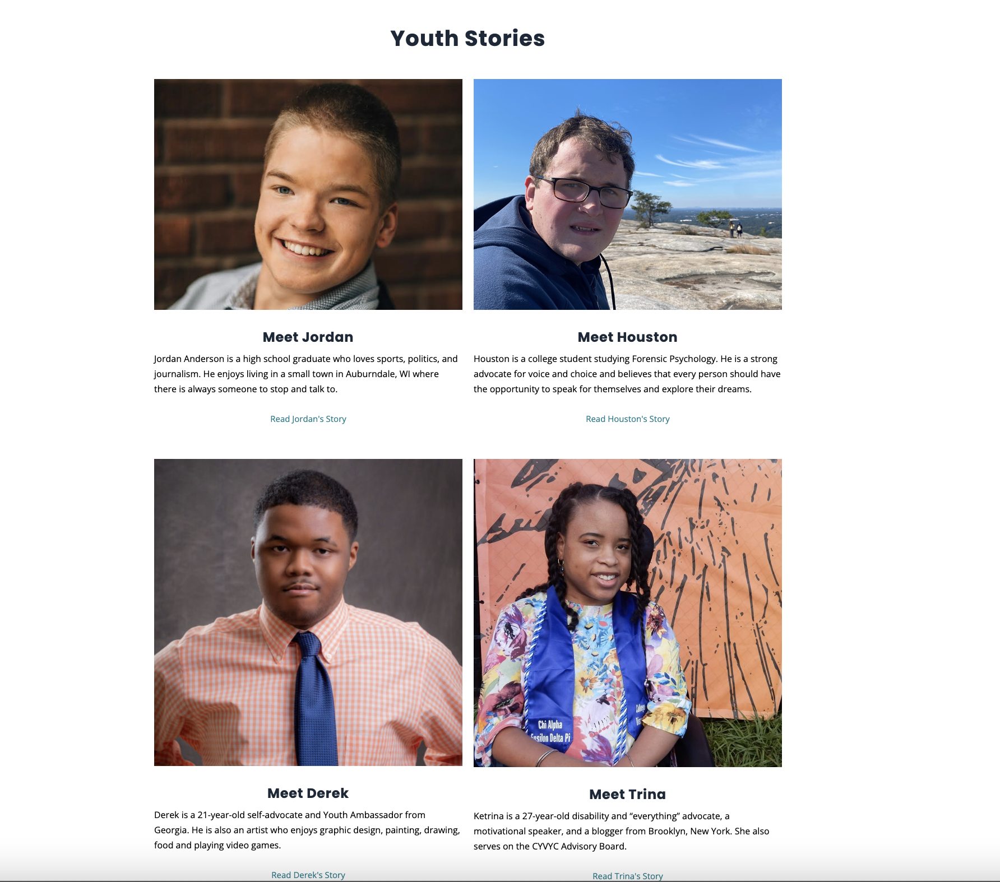 Youth Stories
Meet Jordan
Jordan Anderson is a high school graduate who loves sports, politics, and
journalism. He enjoys living in a small town in Auburndale, WI where
there is always someone to stop and talk to.
Read Jordan's Story
Meet Houston
Houston is a college student studying Forensic Psychology. He is a strong
advocate for voice and choice and believes that every person should have
the opportunity to speak for themselves and explore their dreams.
Read Houston's Story
Chi Alpha
Epsilon Delta Pi
College
Meet Derek
Derek is a 21-year-old self-advocate and Youth Ambassador from
Georgia. He is also an artist who enjoys graphic design, painting, drawing,
food and playing video games.
Read Derek's Story
Meet Trina
Ketrina is a 27-year-old disability and “everything” advocate, a
motivational speaker, and a blogger from Brooklyn, New York. She also
serves on the CYVYC Advisory Board.
Read Trina's Story